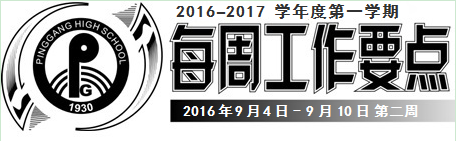 PINGGANG HIGH SCHOOL
P
G
1930
2016-2017 学年度第一学期
每周工作要点
2016年9月4日-9月10日 第二周